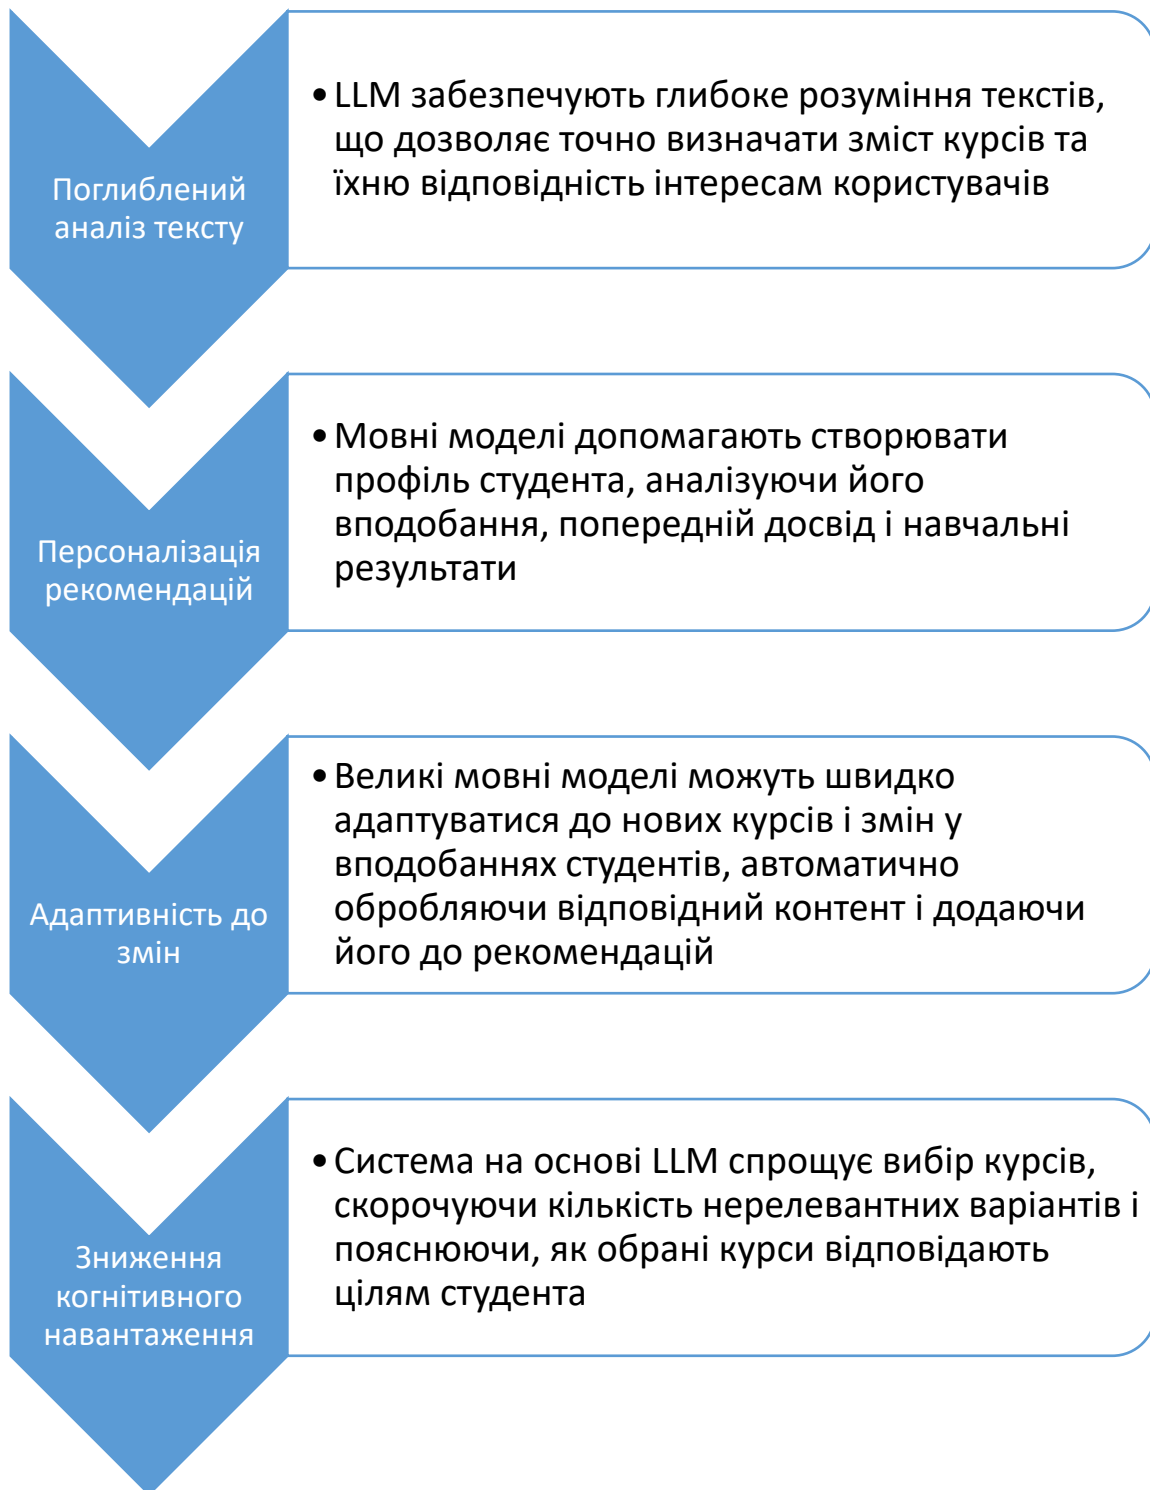 Поглиблений
аналіз тексту
• LLM забезпечують глибоке розуміння текстів,
що дозволяє точно визначати зміст курсів та
їхню відповідність інтересам користувачів
Персоналізація
рекомендацій
• Мовні моделі допомагають створювати
профіль студента, аналізуючи його
вподобання, попередній досвід і навчальні
результати
Адаптивність до
змін
• Великі мовні моделі можуть швидко
адаптуватися до нових курсів і змін у
вподобаннях студентів, автоматично
обробляючи відповідний контент і додаючи
його до рекомендацій
Зниження
когнітивного
навантаження
• Система на основі LLM спрощує вибір курсів,
скорочуючи кількість нерелевантних варіантів і
пояснюючи, як обрані курси відповідають
цілям студента